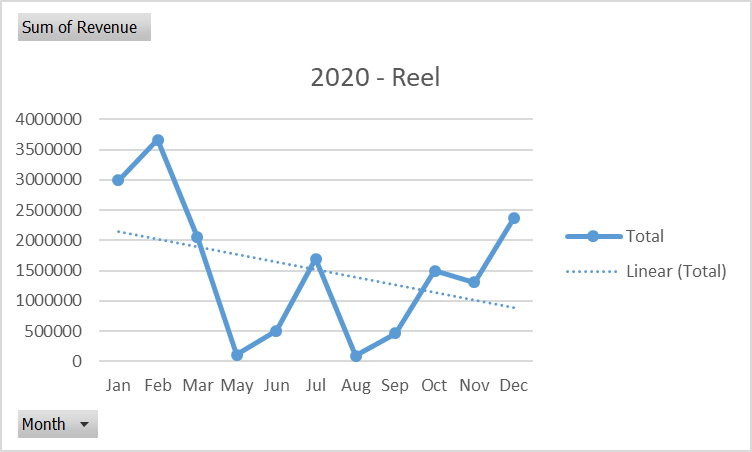 Sum of Revenue
2020 - Reel
4000000
3500000
3000000
2500000
2000000
1500000
1000000
500000
0
Jan Feb Mar May Jun Jul Aug Sep Oct Nov Dec
Total
Linear (Total)
Month